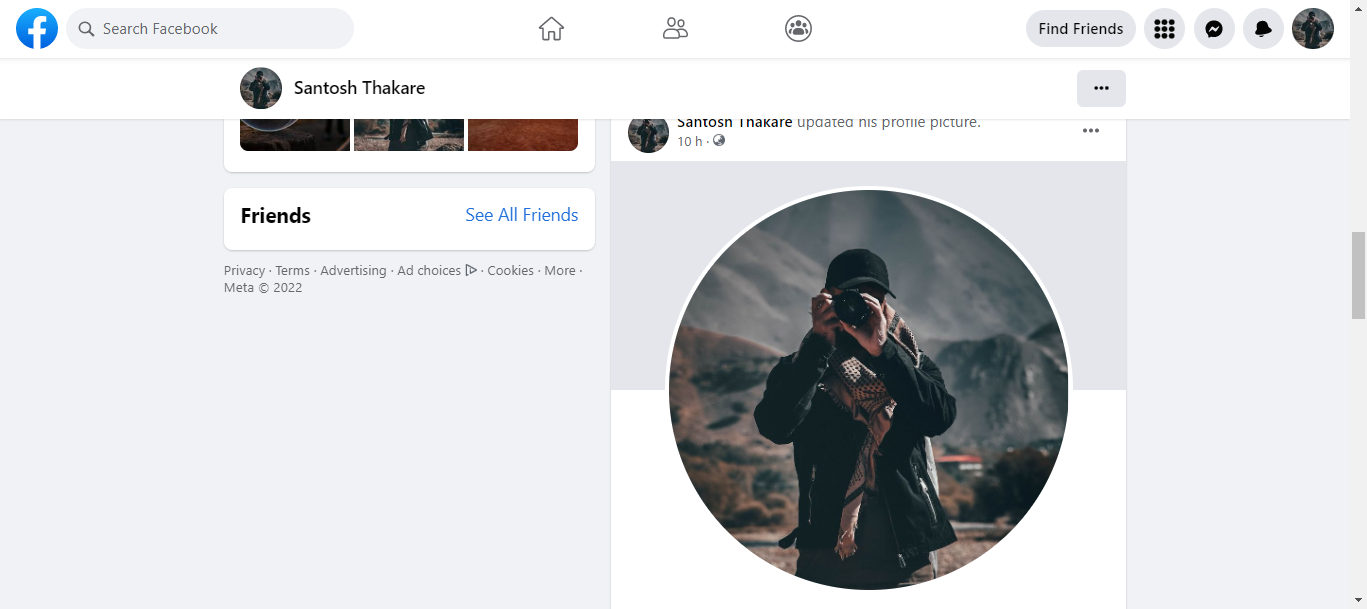 Search Facebook
Find Friends
Santosh Thakare
Santosh Thakare updated his profile picture.
10 h ·
Friends
See All Friends
Privacy · Terms · Advertising · Ad choices · Cookies · More ·
Meta © 2022